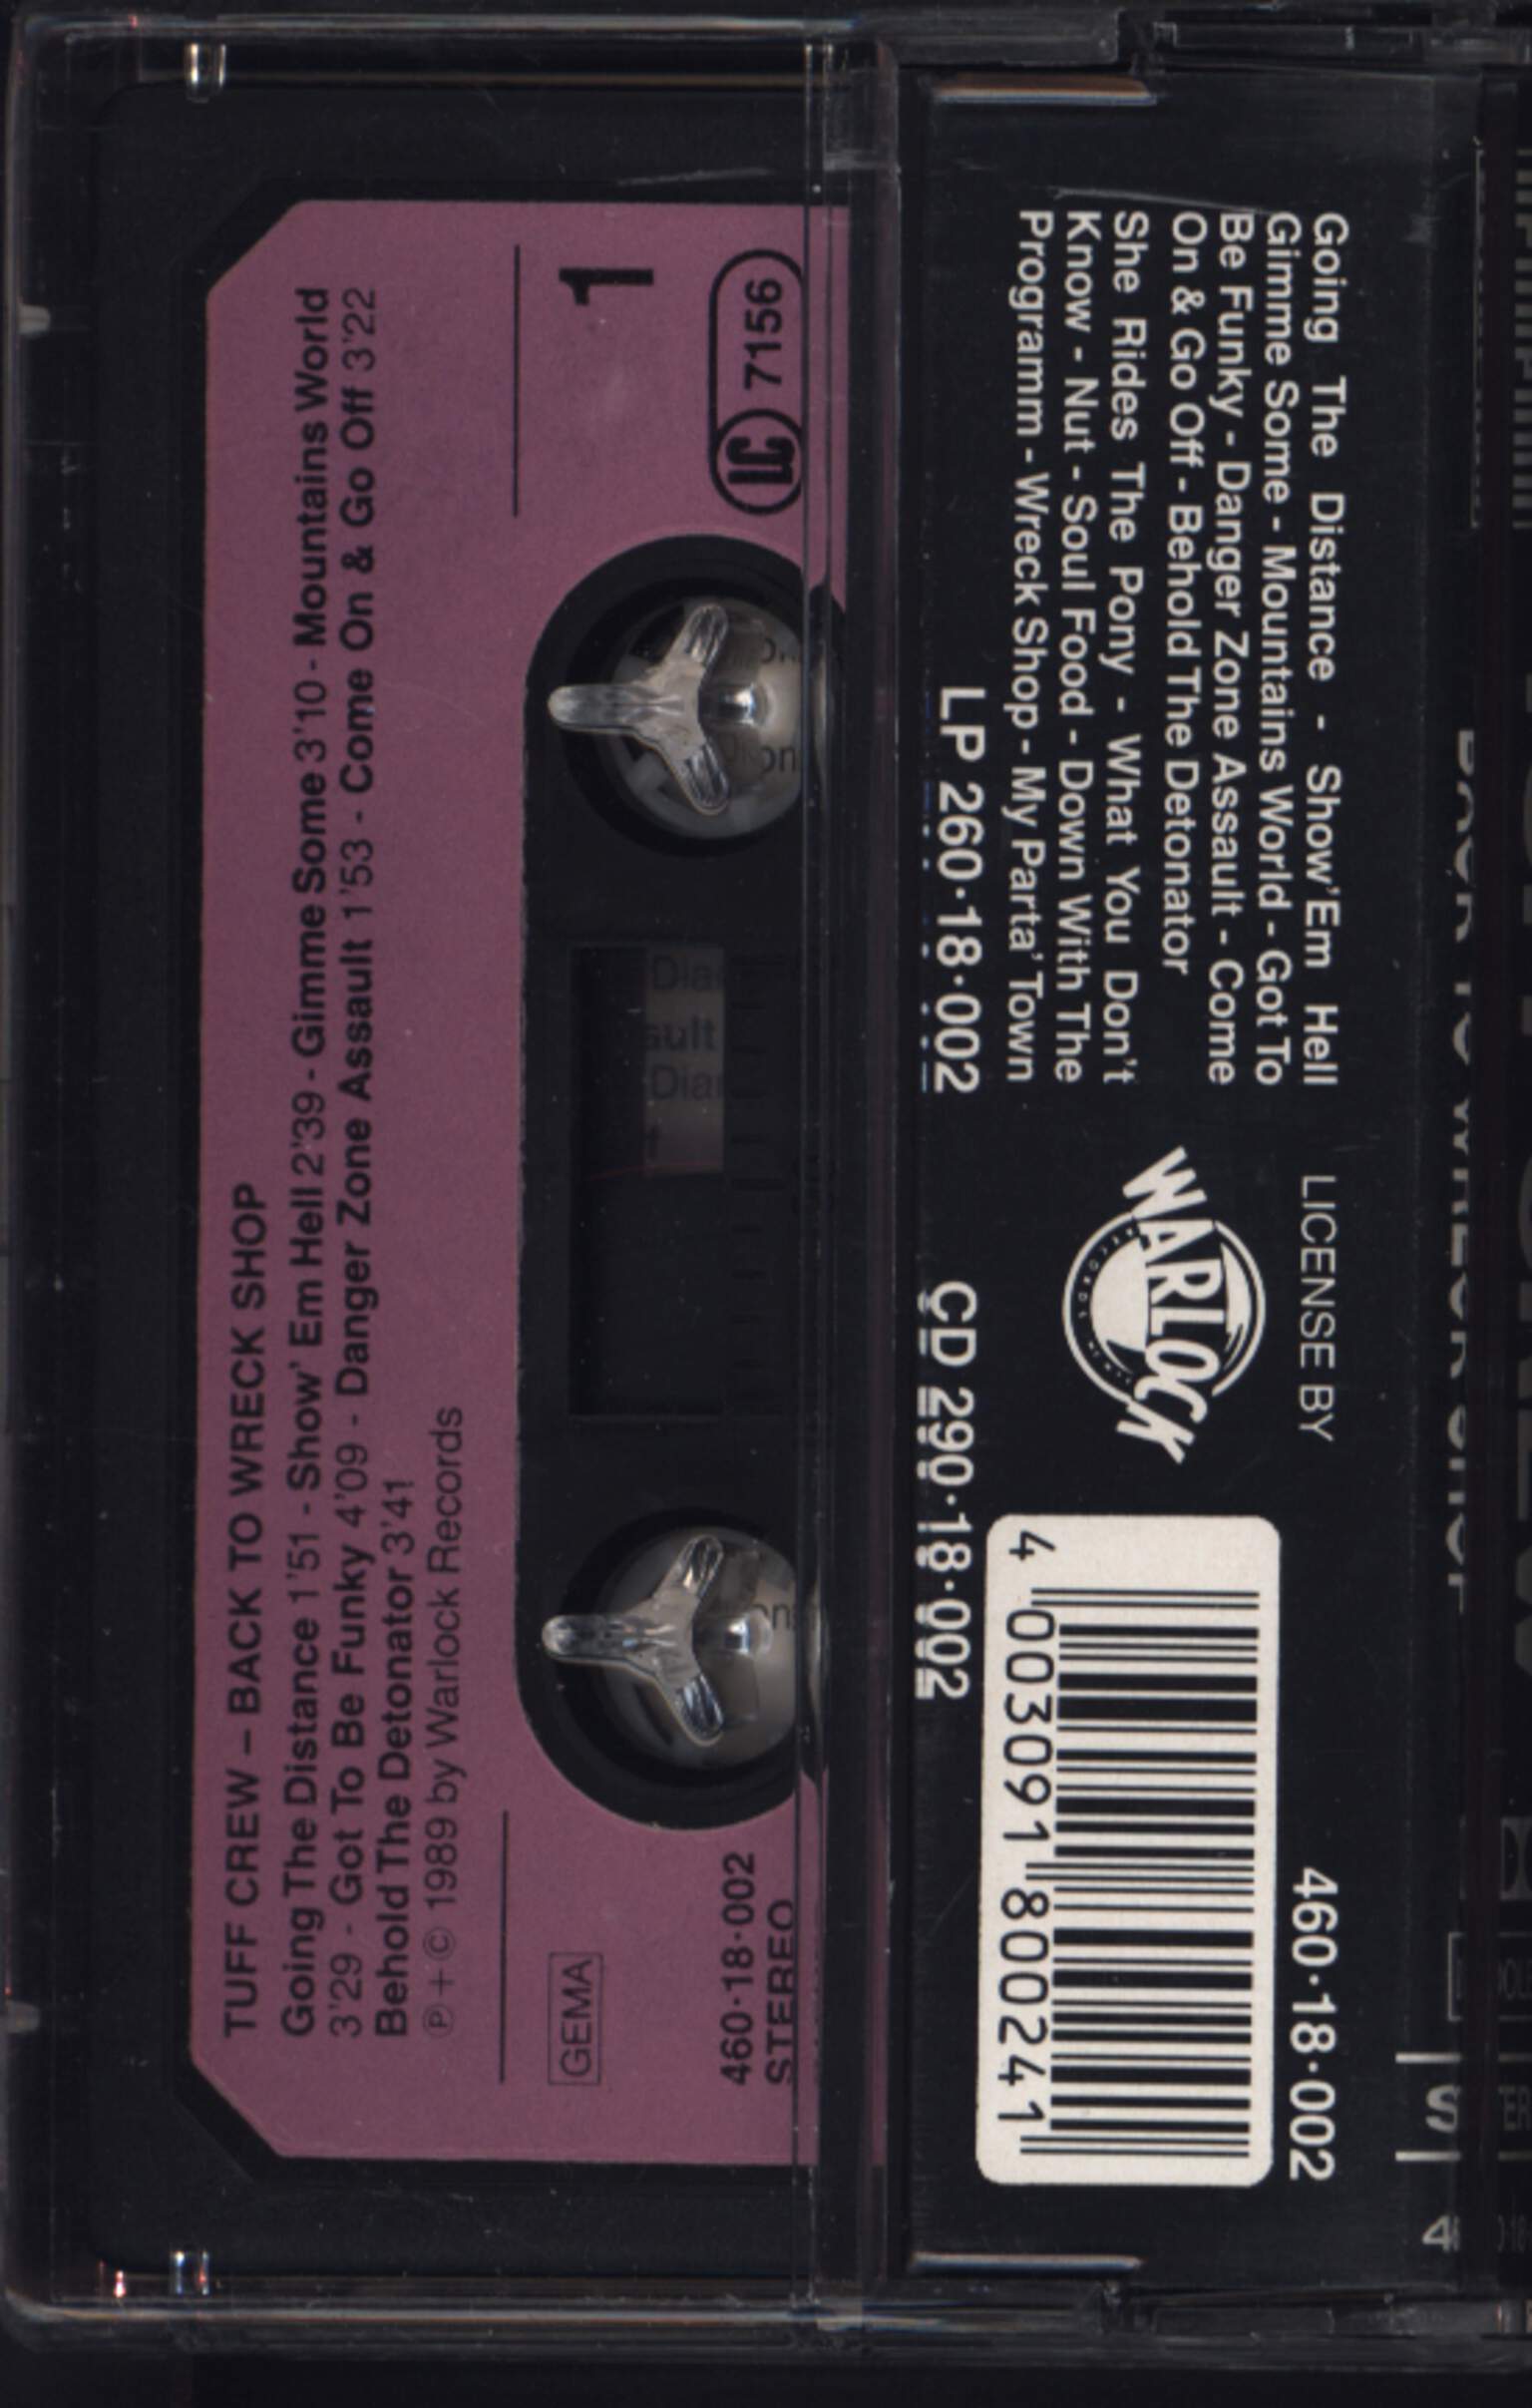 TUFF CREW – BACK TO WRECK SHOP
Going The Distance 1'51 - Show' Em Hell 2'39 - Gimme Some 3'10 - Mountains World
3'29 - Got To Be Funky 4'09 - Danger Zone Assault 1'53 - Come On & Go Off 3'22
Behold The Detonator 3'41
Ⓟ + © 1989 by Warlock Records
1
LC 7156
GEMA
460·18·002
STEREO
Going The Distance - Show'Em Hell
Gimme Some - Mountains World - Got To
Be Funky - Danger Zone Assault - Come
On & Go Off - Behold The Detonator
She Rides The Pony - What You Don't
Know - Nut - Soul Food - Down With The
Programm - Wreck Shop - My Parta' Town
LP 260·18·002
CD 290·18·002
LICENSE BY
WARLOCK
460·18·002
4 003091 800241